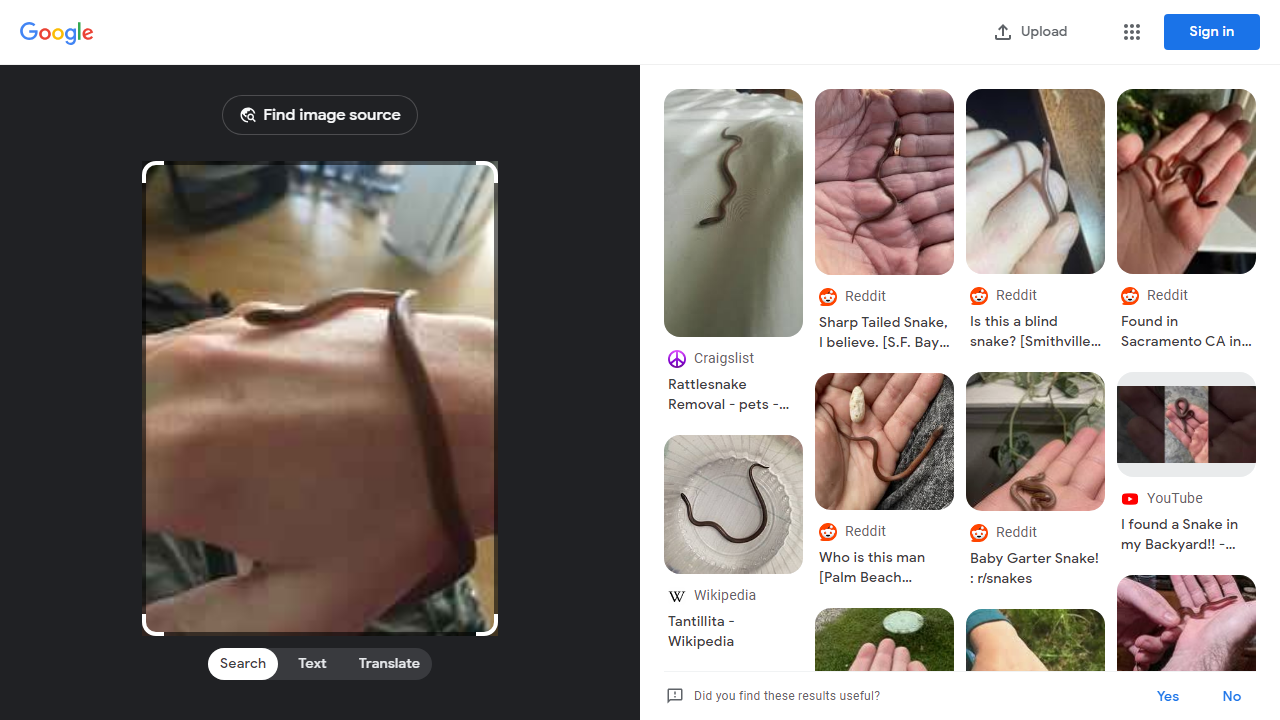 Google
Upload
Sign in
Find image source
Search
Text
Translate
Craigslist
Rattlesnake
Removal - pets -...
Wikipedia
Tantillita -
Wikipedia
Reddit
Sharp Tailed Snake,
I believe. [S.F. Bay...
Reddit
Who is this man
[Palm Beach...
Reddit
Is this a blind
snake? [Smithville...
Reddit
Baby Garter Snake!
: r/snakes
Reddit
Found in
Sacramento CA in...
YouTube
I found a Snake in
my Backyard!! -...
Did you find these results useful?
Yes
No